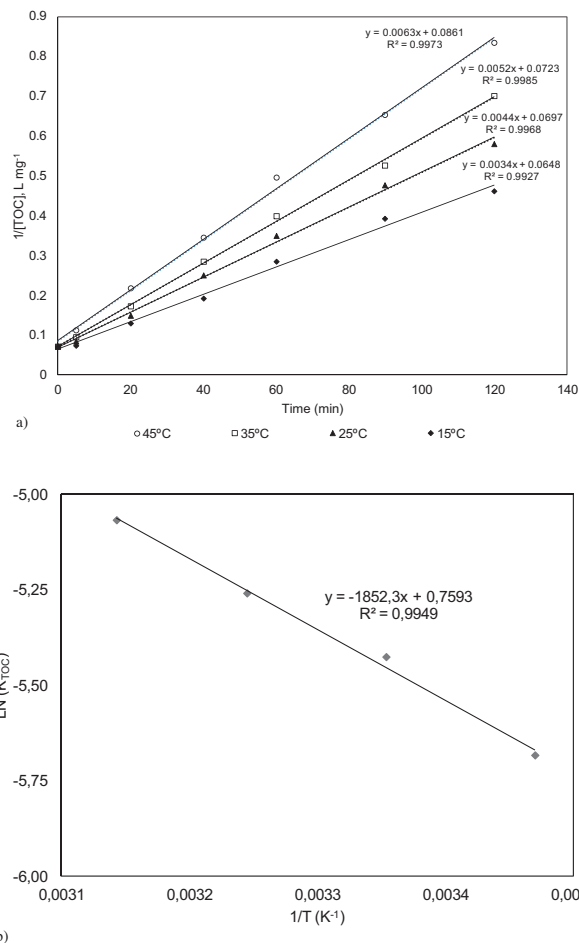 0.9
0.8
0.7
0.6
0.5
0.4
0.3
0.2
0.1
0
1/[TOC], L mg-1
y = 0.0063x + 0.0861
R² = 0.9973
y = 0.0052x + 0.0723
R² = 0.9985
y = 0.0044x + 0.0697
R² = 0.9968
y = 0.0034x + 0.0648
R² = 0.9927
0 20 40 60 80 100 120 140
Time (min)
a)
45ºC 35ºC 25ºC 15ºC
-5,00
-5,25
-5,50
-5,75
-6,00
LN (KTOC)
y = -1852,3x + 0,7593
R² = 0,9949
0,0031 0,0032 0,0033 0,0034 0,00
1/T (K-1)
b)